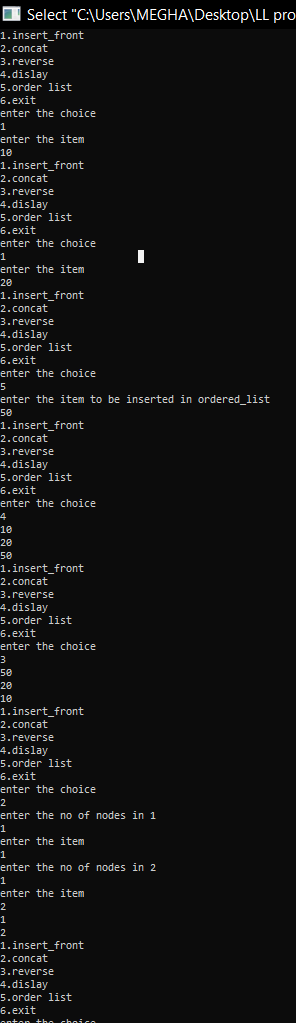 Select "C:\Users\MEGHA\Desktop\LL pro
1.insert_front
2.concat
3.reverse
4.dislay
5.order list
6.exit
enter the choice
1
enter the item
10
1.insert_front
2.concat
3.reverse
4.dislay
5.order list
6.exit
enter the choice
1
enter the item
20
1.insert_front
2.concat
3.reverse
4.dislay
5.order list
6.exit
enter the choice
5
enter the item to be inserted in ordered_list
50
1.insert_front
2.concat
3.reverse
4.dislay
5.order list
6.exit
enter the choice
4
10
20
50
1.insert_front
2.concat
3.reverse
4.dislay
5.order list
6.exit
enter the choice
3
50
20
10
1.insert_front
2.concat
3.reverse
4.dislay
5.order list
6.exit
enter the choice
2
enter the no of nodes in 1
1
enter the item
1
enter the no of nodes in 2
1
enter the item
2
1
2
1.insert_front
2.concat
3.reverse
4.dislay
5.order list
6.exit
enter the choice